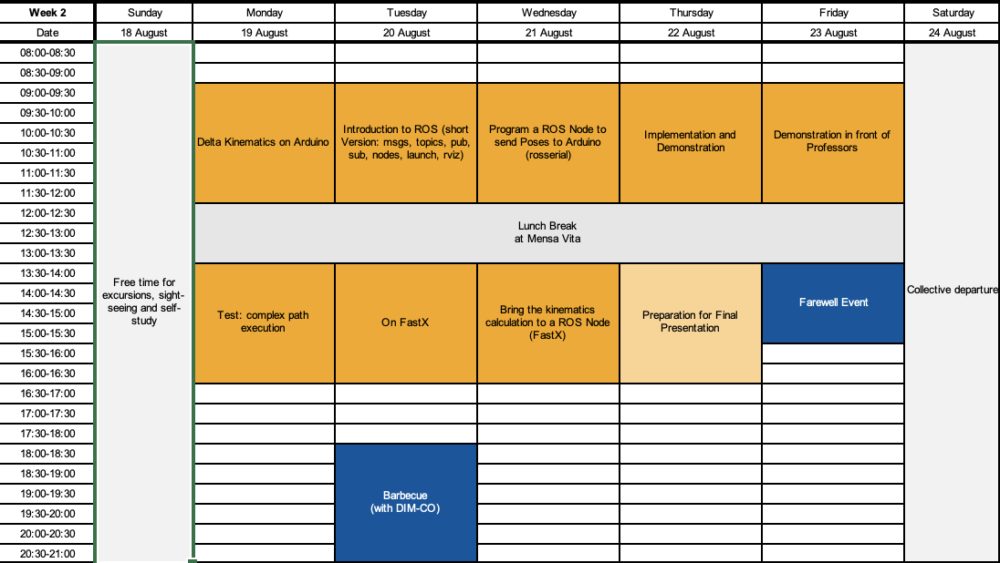 Week 2 Sunday Monday Tuesday Wednesday Thursday Friday Saturday
Date 18 August 19 August 20 August 21 August 22 August 23 August 24 August
08:00-08:30
08:30-09:00
09:00-09:30
09:30-10:00
10:00-10:30
10:30-11:00
11:00-11:30
11:30-12:00
12:00-12:30
12:30-13:00
13:00-13:30
13:30-14:00
14:00-14:30
14:30-15:00
15:00-15:30
15:30-16:00
16:00-16:30
16:30-17:00
17:00-17:30
17:30-18:00
18:00-18:30
18:30-19:00
19:00-19:30
19:30-20:00
20:00-20:30
20:30-21:00
Free time for
excursions, sight-
seeing and self-
study
Delta Kinematics on Arduino
Introduction to ROS (short
Version: msgs, topics, pub,
sub, nodes, launch, rviz)
Program a ROS Node to
send Poses to Arduino
(rosserial)
Implementation and
Demonstration
Demonstration in front of
Professors
Lunch Break
at Mensa Vita
Test: complex path
execution
On FastX
Bring the kinematics
calculation to a ROS Node
(FastX)
Preparation for Final
Presentation
Farewell Event
Barbecue
(with DIM-CO)
Collective departure